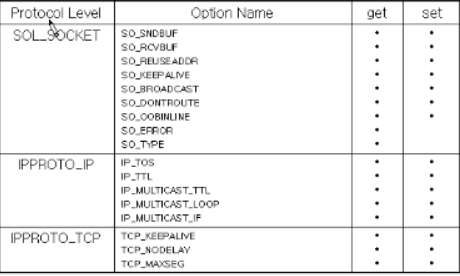 Protocol Level Option Name get set
SOL_SOCKET SO_SNDBUF • •
SO_RCVBUF • •
SO_REUSEADDR • •
SO_KEEPALIVE • •
SO_BROADCAST • •
SO_DONTROUTE • •
SO_OOBINLINE • •
SO_ERROR •
SO_TYPE •
IPPROTO_IP IP_TOS • •
IP_TTL • •
IP_MULTICAST_TTL • •
IP_MULTICAST_LOOP • •
IP_MULTICAST_IF • •
IPPROTO_TCP TCP_KEEPALIVE • •
TCP_NODELAY • •
TCP_MAXSEG • •